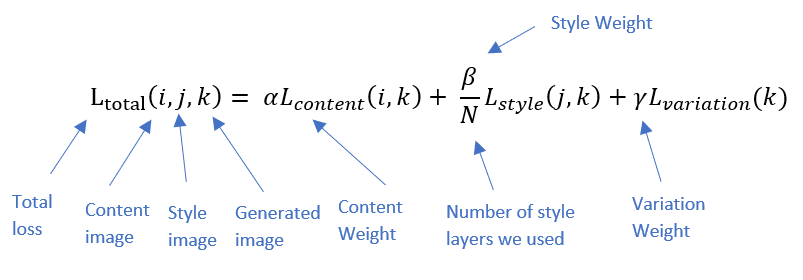 Style Weight
L_total(i, j, k) = αL_content(i, k) + β/N L_style(j, k) + γL_variation(k)
Total loss
Content image
Style image
Generated image
Content Weight
Number of style layers we used
Variation Weight